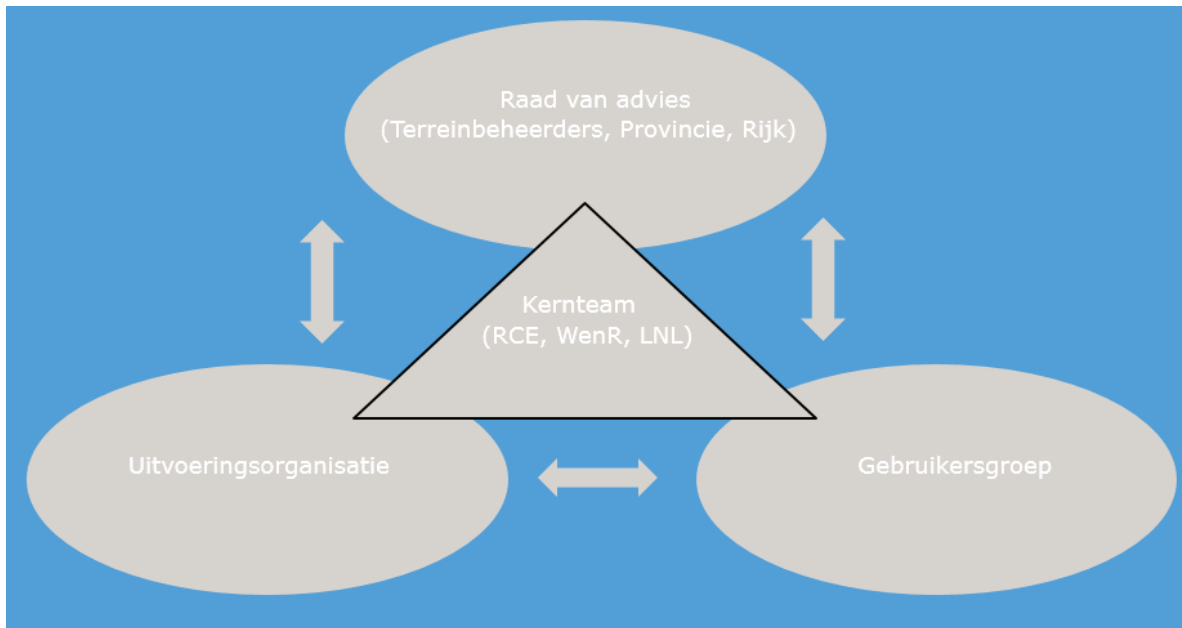 Raad van advies
(Terreinbeheerders, Provincie, Rijk)
Kernteam
(RCE, WenR, LNL)
Uitvoeringsorganisatie
Gebruikersgroep